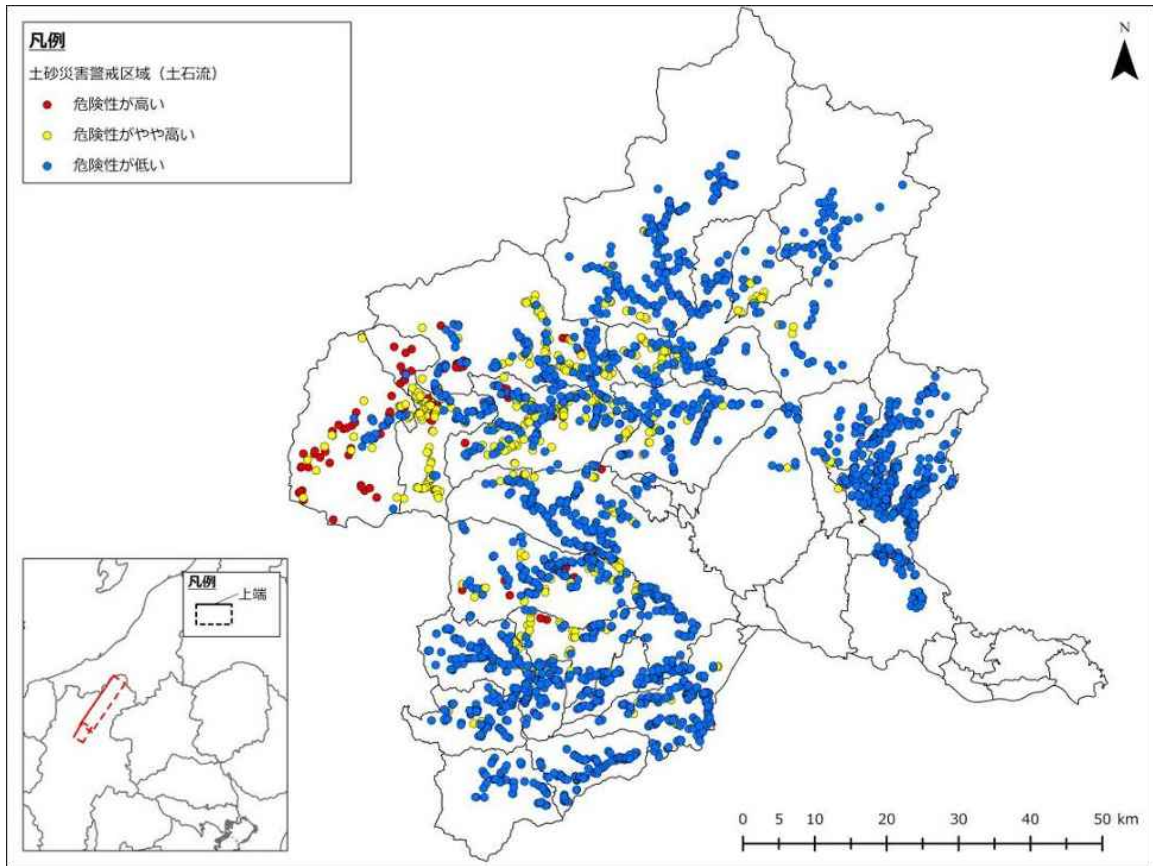 凡例
土砂災害警戒区域（土石流）
危険性が高い
危険性がやや高い
危険性が低い
N
凡例
上端
0 5 10 20 30 40 50 km